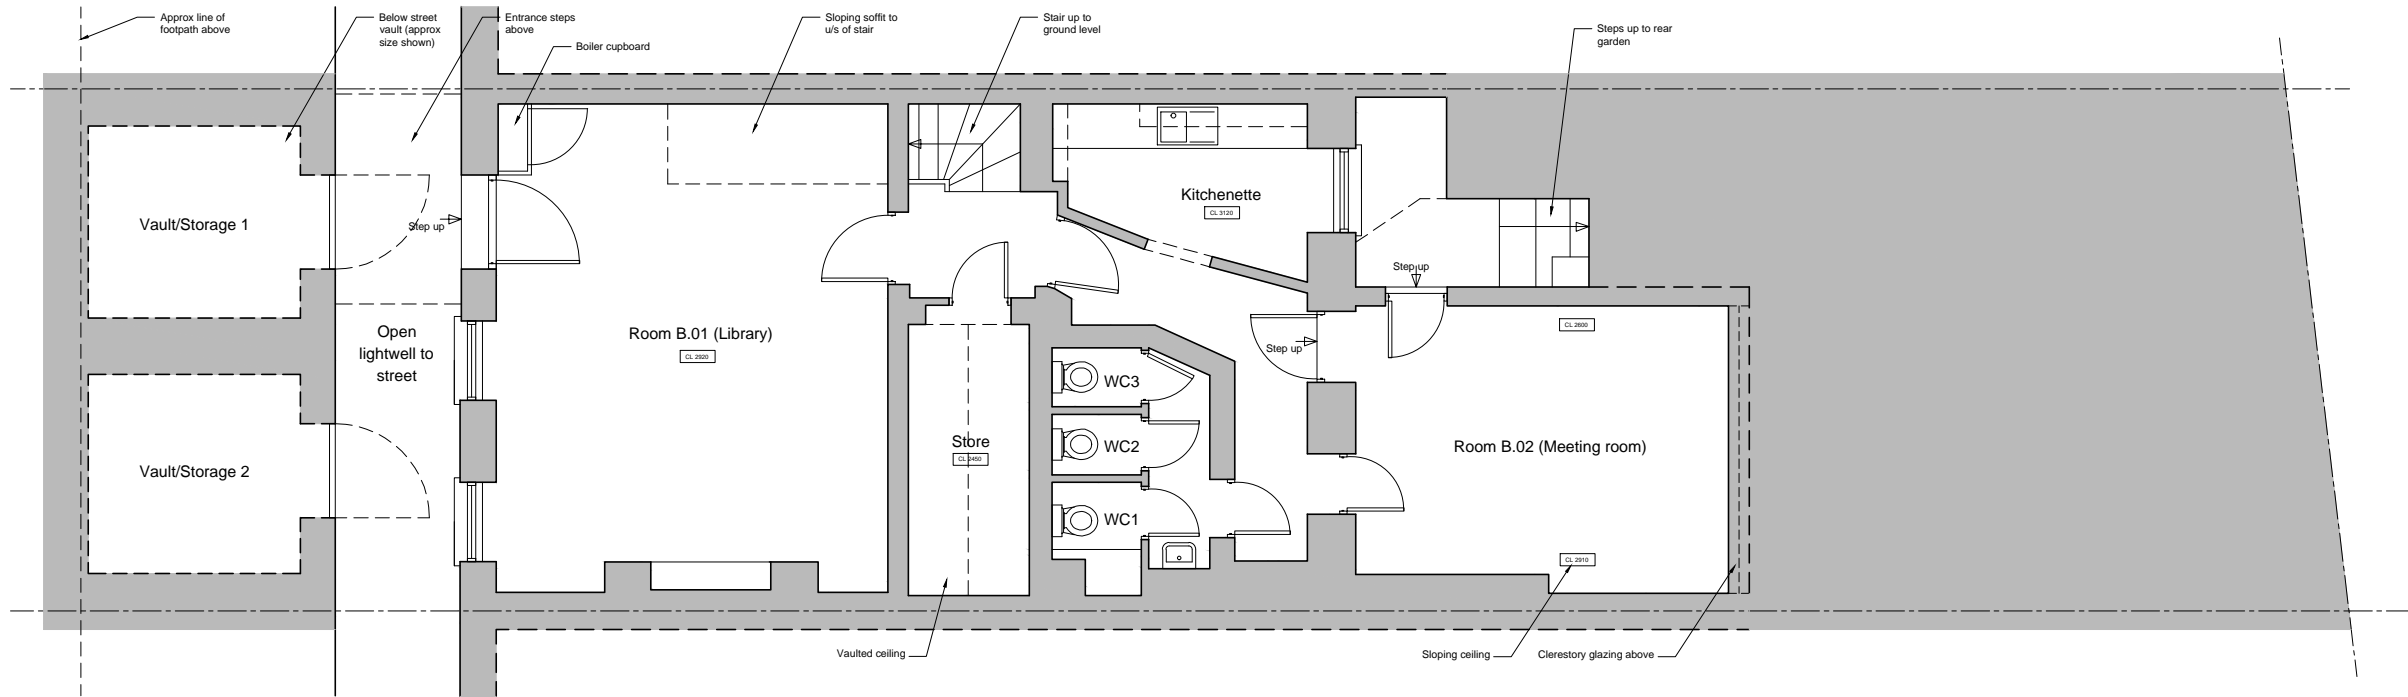 Approx line of
footpath above
Below street
vault (approx
size shown)
Entrance steps
above
Boiler cupboard
Sloping soffit to
u/s of stair
Stair up to
ground level
Steps up to rear
garden
Vault/Storage 1
Step up
Kitchenette
CL 3120
Step up
Open
lightwell to
street
Room B.01 (Library)
CL 2920
CL 2600
Step up
WC3
Store
CL 2450
WC2
Room B.02 (Meeting room)
Vault/Storage 2
WC1
CL 2910
Vaulted ceiling
Sloping ceiling
Clerestory glazing above